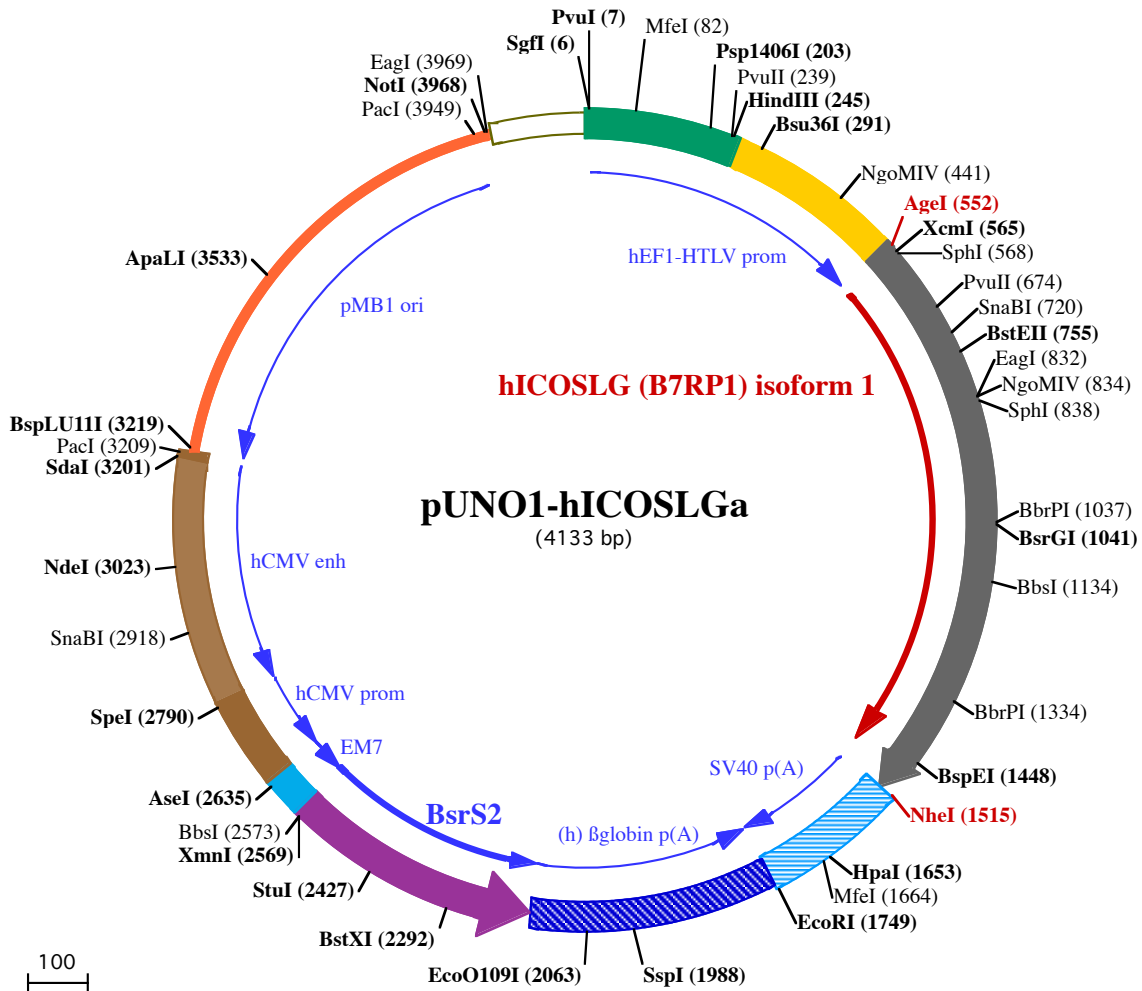 PvuI (7)
SgfI (6)
MfeI (82)
Psp1406I (203)
PvuII (239)
HindIII (245)
Bsu36I (291)
EagI (3969)
NotI (3968)
PacI (3949)
NgoMIV (441)
AgeI (552)
XcmI (565)
SphI (568)
PvuII (674)
SnaBI (720)
BstEII (755)
EagI (832)
NgoMIV (834)
SphI (838)
ApaLI (3533)
hEF1-HTLV prom
pMB1 ori
hICOSLG (B7RP1) isoform 1
BspLU11I (3219)
PacI (3209)
SdaI (3201)
pUNO1-hICOSLGa
(4133 bp)
BbrPI (1037)
BsrGI (1041)
BbsI (1134)
NdeI (3023)
hCMV enh
SnaBI (2918)
hCMV prom
SpeI (2790)
BbrPI (1334)
EM7
SV40 p(A)
BspEI (1448)
AseI (2635)
NheI (1515)
BsrS2
(h) ßglobin p(A)
BbsI (2573)
XmnI (2569)
HpaI (1653)
MfeI (1664)
StuI (2427)
EcoRI (1749)
BstXI (2292)
EcoO109I (2063)
SspI (1988)
100